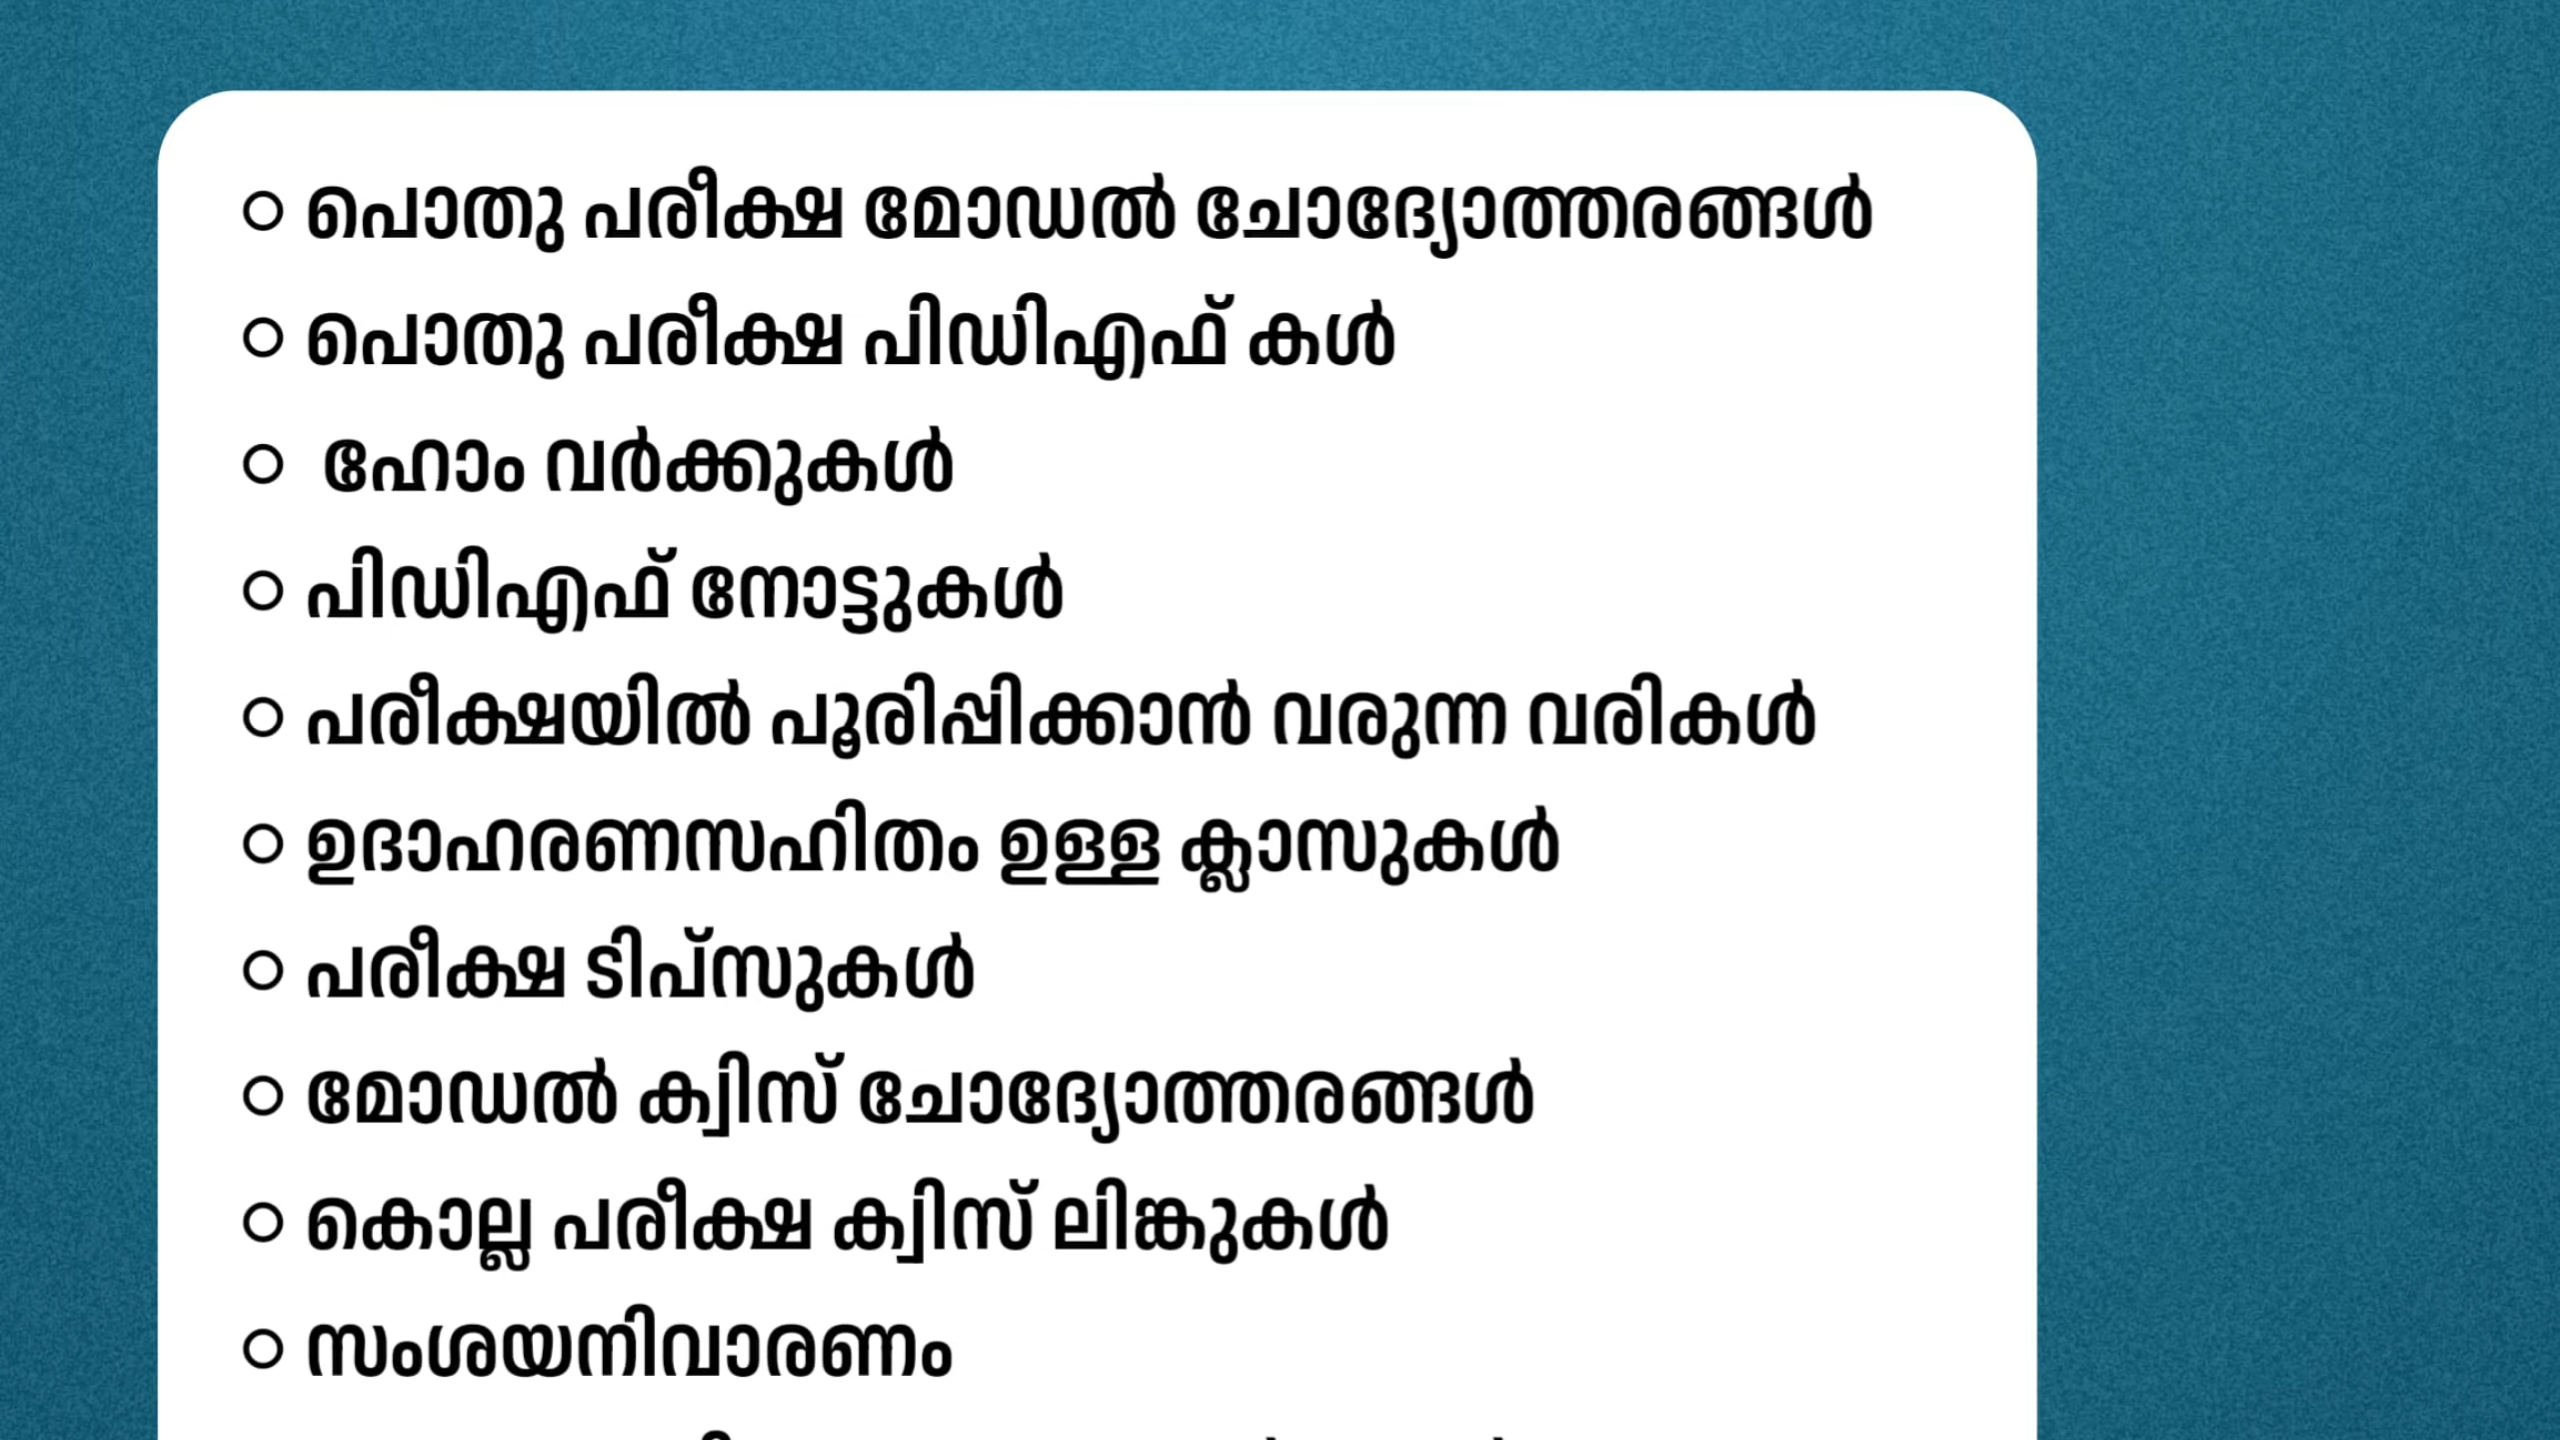 ○ പൊതു പരീക്ഷ മോഡൽ ചോദ്യോത്തരങ്ങൾ
○ പൊതു പരീക്ഷ പിഡിഎഫ് കൾ
○ ഹോം വർക്കുകൾ
○ പിഡിഎഫ് നോട്ടുകൾ
○ പരീക്ഷയിൽ പൂരിപ്പിക്കാൻ വരുന്ന വരികൾ
○ ഉദാഹരണസഹിതം ഉള്ള ക്ലാസുകൾ
○ പരീക്ഷ ടിപ്സുകൾ
○ മോഡൽ ക്വിസ് ചോദ്യോത്തരങ്ങൾ
○ കൊല്ല പരീക്ഷ ക്വിസ് ലിങ്കുകൾ
○ സംശയനിവാരണം